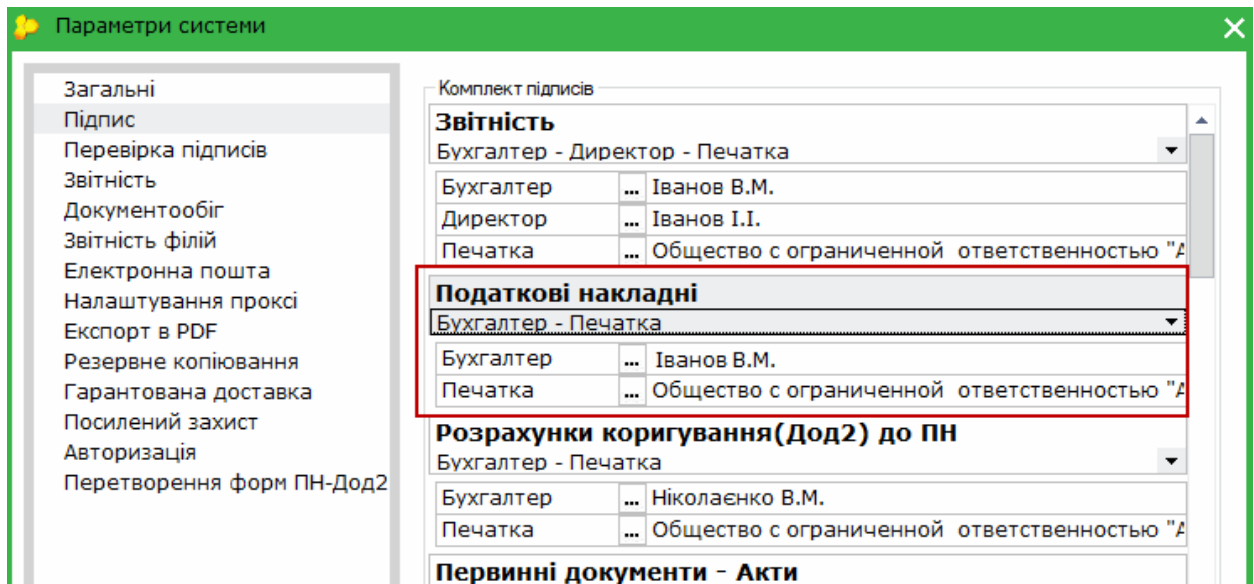 Параметри системи
Загальні
Підпис
Перевірка підписів
Звітність
Документообіг
Звітність філій
Електронна пошта
Налаштування проксі
Експорт в PDF
Резервне копіювання
Гарантована доставка
Посилений захист
Авторизація
Перетворення форм ПН-Дод2
Комплект підписів
Звітність
Бухгалтер - Директор - Печатка
Бухгалтер ... Іванов В.М.
Директор ... Іванов І.І.
Печатка ... Общество с ограниченной ответственностью "А
Податкові накладні
Бухгалтер - Печатка
Бухгалтер ... Іванов В.М.
Печатка ... Общество с ограниченной ответственностью "А
Розрахунки коригування(Дод2) до ПН
Бухгалтер - Печатка
Бухгалтер ... Ніколаєнко В.М.
Печатка ... Общество с ограниченной ответственностью "А
Первинні документи - Акти